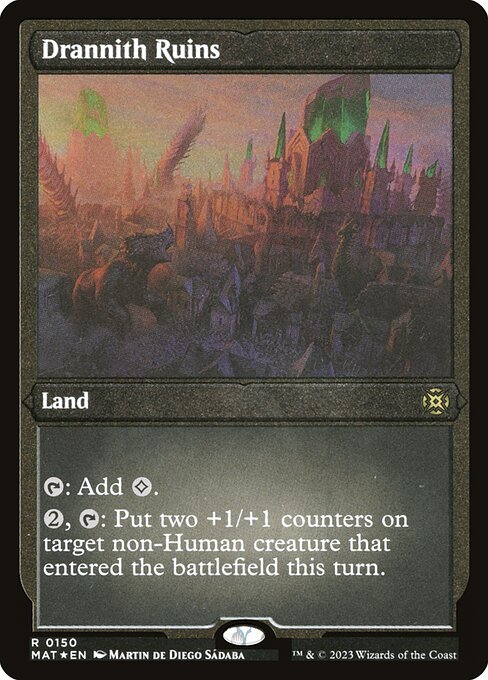 Drannith Ruins
Land
: Add .
2, : Put two +1/+1 counters on
target non-Human creature that
entered the battlefield this turn.
R 0150
MAT★EN Martin de Diego Sádaba
™ & © 2023 Wizards of the Coast